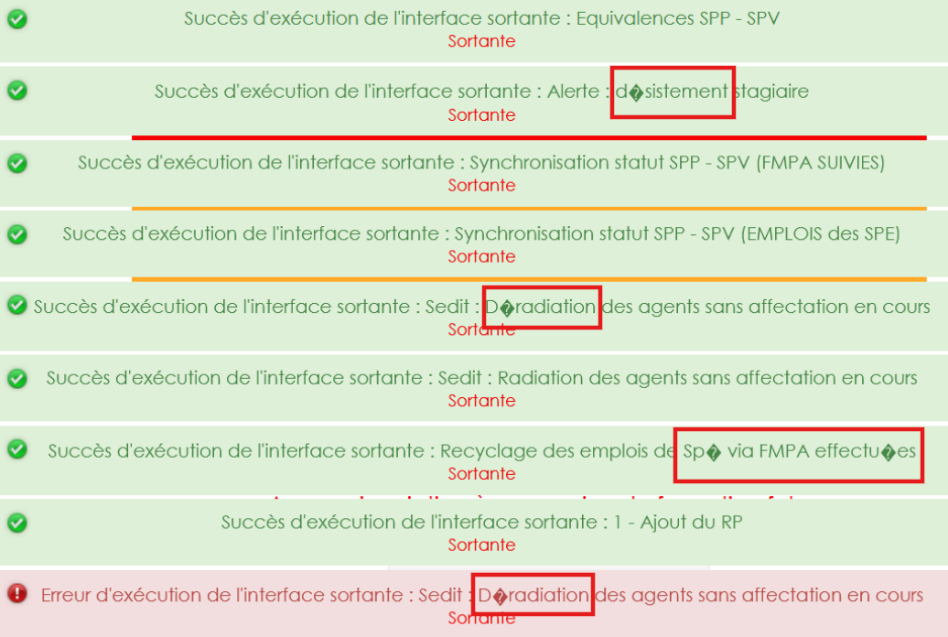 Succès d'exécution de l'interface sortante : Equivalences SPP - SPV
Sortante
Succès d'exécution de l'interface sortante : Alerte : d�sistement stagiaire
Sortante
Succès d'exécution de l'interface sortante : Synchronisation statut SPP - SPV (FMPA SUIVIES)
Sortante
Succès d'exécution de l'interface sortante : Synchronisation statut SPP - SPV (EMPLOIS des SPE)
Sortante
Succès d'exécution de l'interface sortante : Sedit : D�radiation des agents sans affectation en cours
Sortante
Succès d'exécution de l'interface sortante : Sedit : Radiation des agents sans affectation en cours
Sortante
Succès d'exécution de l'interface sortante : Recyclage des emplois de Sp� via FMPA effectu�es
Sortante
Succès d'exécution de l'interface sortante : 1 - Ajout du RP
Sortante
Erreur d'exécution de l'interface sortante : Sedit : D�radiation des agents sans affectation en cours
Sortante